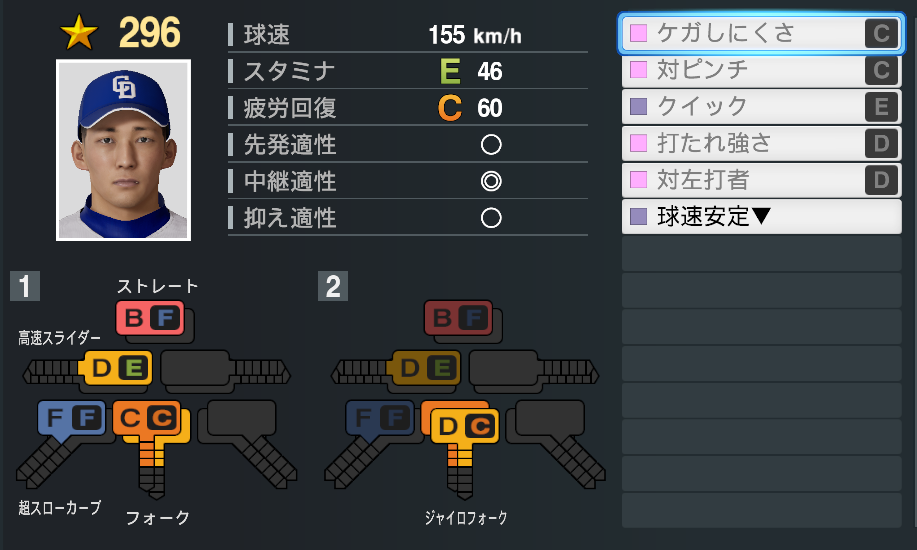 ★ 296
CD
球速 155 km/h
スタミナ E 46
疲労回復 C 60
先発適性 ○
中継適性 ◎
抑え適性 ○
ケガしにくさ C
対ピンチ C
クイック E
打たれ強さ D
対左打者 D
球速安定▼
1
ストレート
B F
高速スライダー
D E
F F
C C
超スローカーブ
フォーク
2
B F
D E
F F
D C
ジャイロフォーク